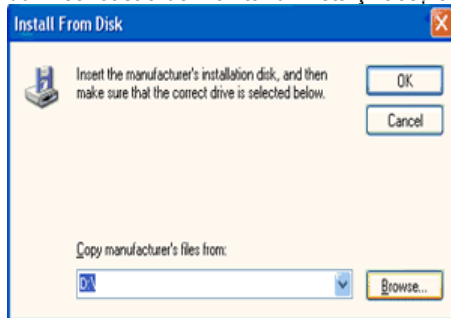 Install From Disk
Insert the manufacturer's installation disk, and then
make sure that the correct drive is selected below.
OK
Cancel
Copy manufacturer's files from:
D:\
Browse...